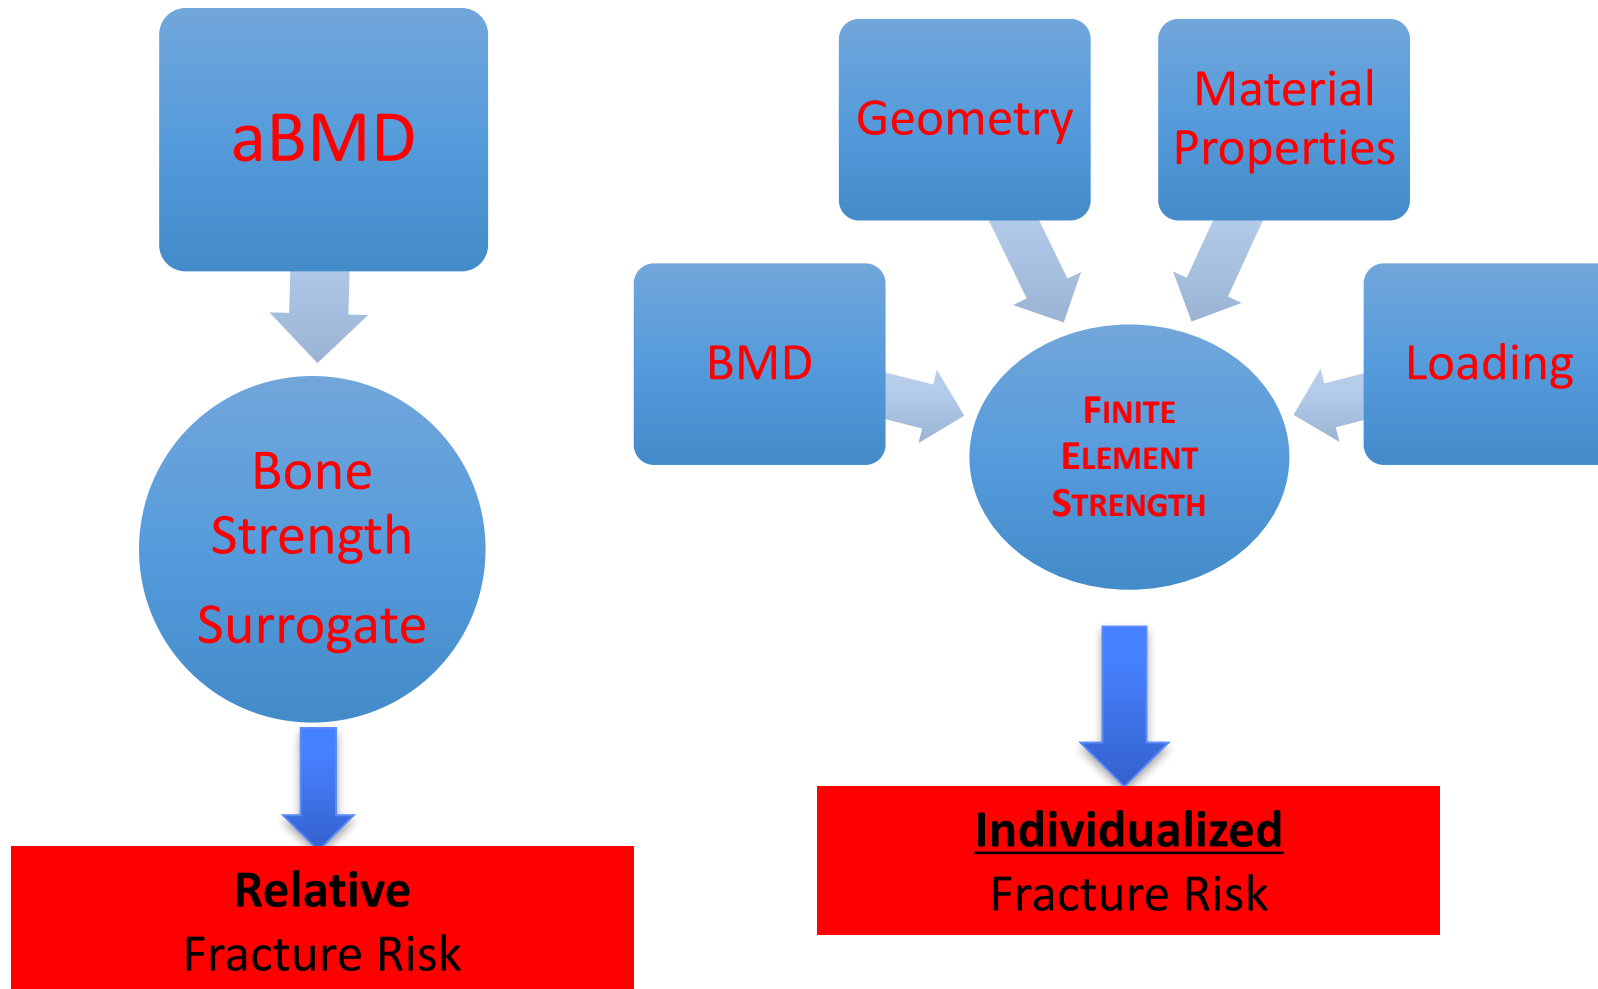 aBMD
Bone
Strength
Surrogate
Relative
Fracture Risk
Geometry
Material
Properties
BMD
Loading
FINITE
ELEMENT
STRENGTH
Individualized
Fracture Risk